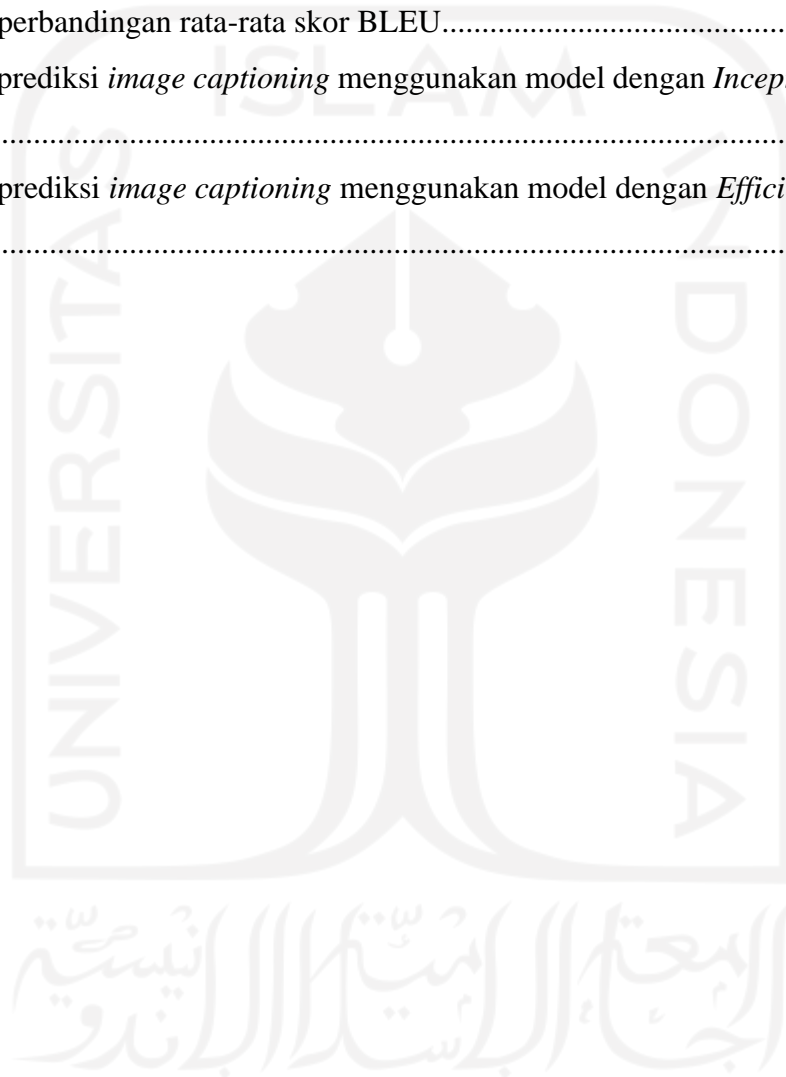 perbandingan rata-rata skor BLEU...........................................
prediksi image captioning menggunakan model dengan Incep
....................................................................................................
prediksi image captioning menggunakan model dengan Effici
....................................................................................................
ISLAM
UNIVERSITAS
INDONESIA